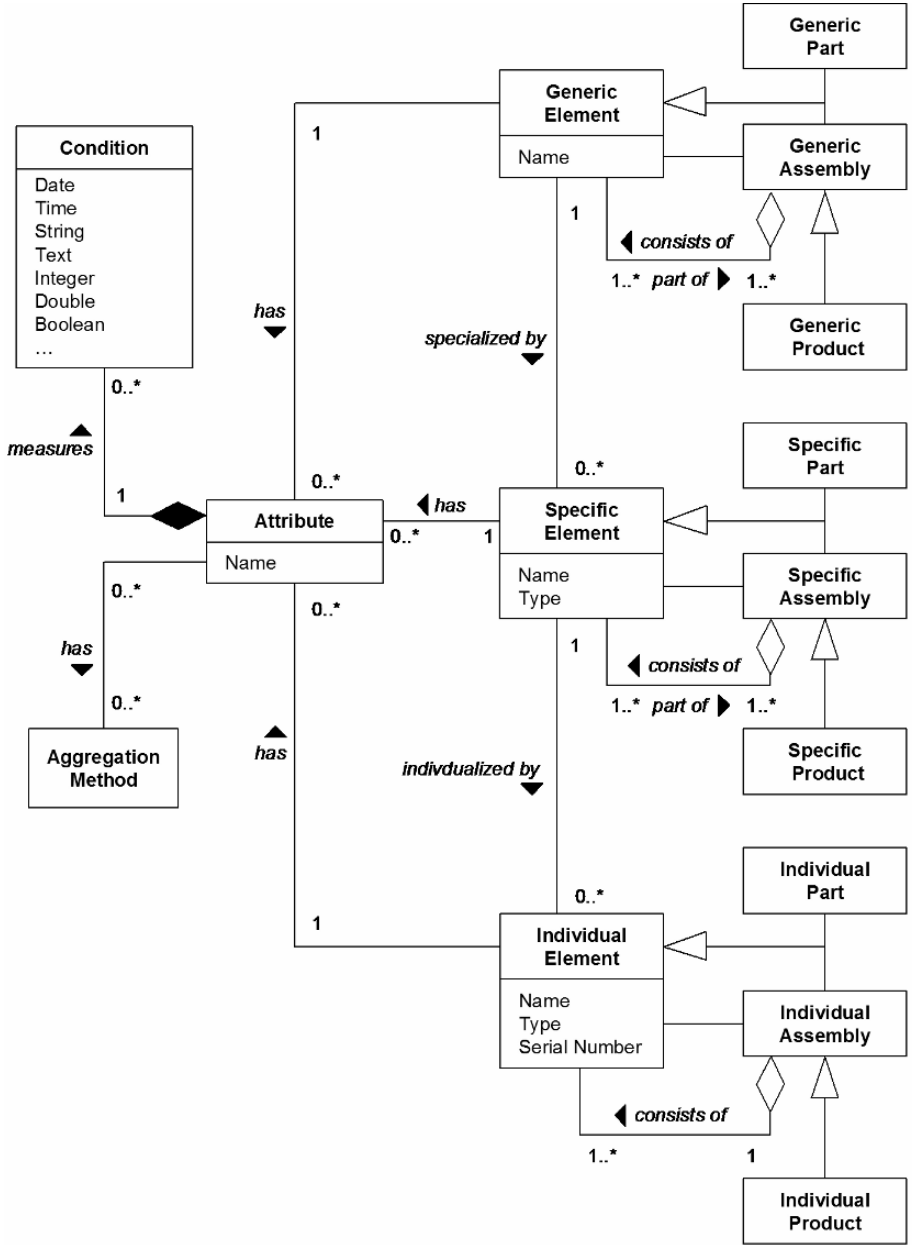 Generic
Part
Generic
Element
Name
1
Generic
Assembly
Condition
Date
Time
String
Text
Integer
Double
Boolean
...
1
consists of
1..* part of 1..*
has
specialized by
Generic
Product
0..*
measures
1
0..*
0..*
Specific
Part
Attribute
Name
has
0..* 1
Specific
Element
Name
Type
Specific
Assembly
0..*
has
0..*
0..*
1
consists of
1..* part of 1..*
Aggregation
Method
has
indivdualized by
Specific
Product
1
0..*
Individual
Part
Individual
Element
Name
Type
Serial Number
Individual
Assembly
consists of
1..* 1
Individual
Product